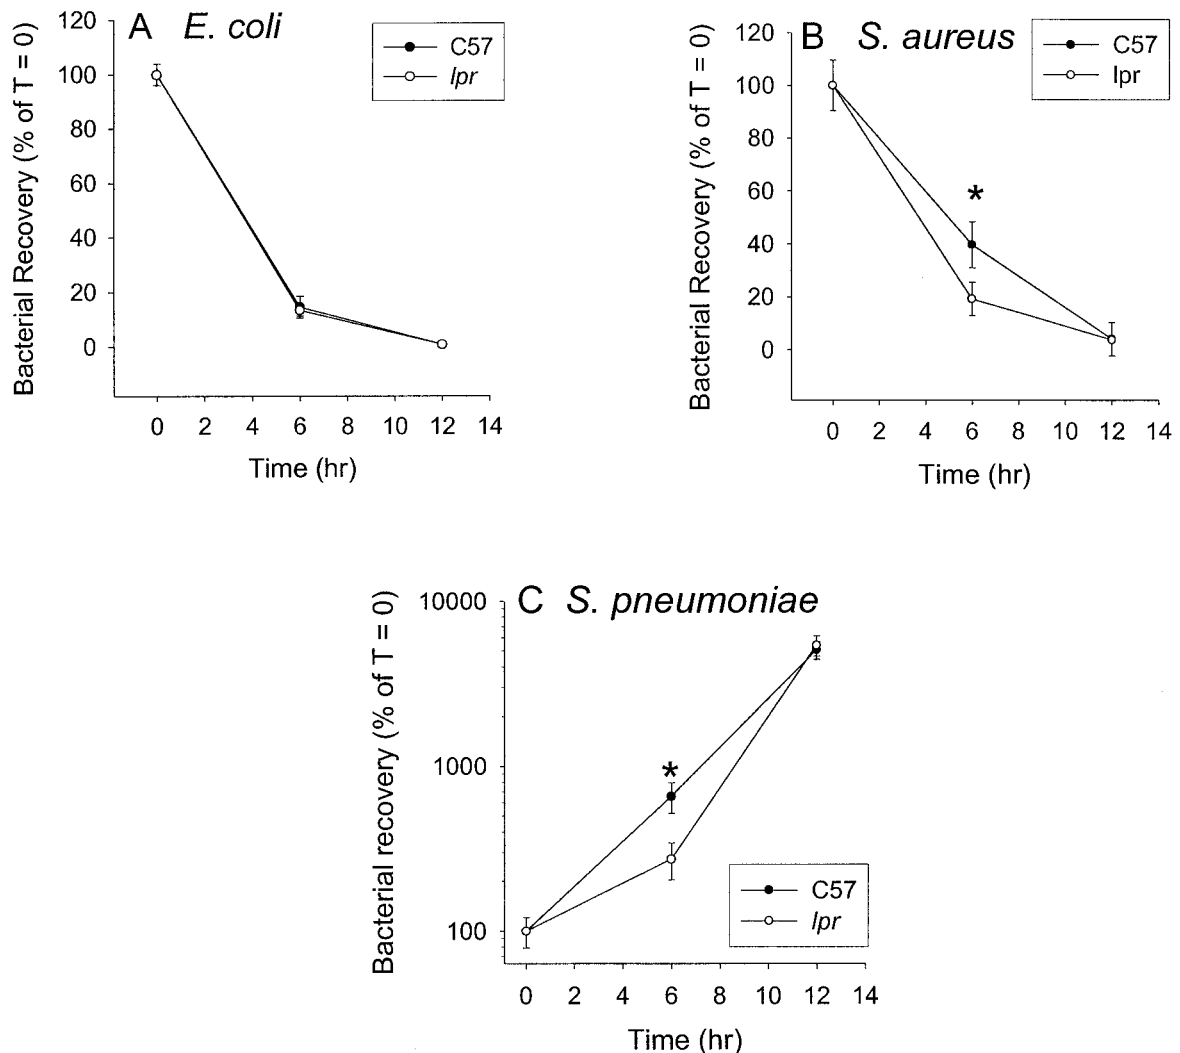 A E. coli
Bacterial Recovery (% of T = 0)
120
100
80
60
40
20
0
0 2 4 6 8 10 12 14
Time (hr)
C57
lpr
B S. aureus
Bacterial Recovery (% of T = 0)
120
100
80
60
40
20
0
*
0 2 4 6 8 10 12 14
Time (hr)
C57
lpr
C S. pneumoniae
Bacterial recovery (% of T = 0)
10000
1000
100
*
0 2 4 6 8 10 12 14
Time (hr)
C57
lpr